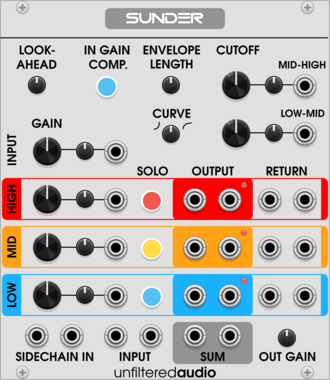 SUNDER
LOOK-
AHEAD
IN GAIN
COMP.
ENVELOPE
LENGTH
CUTOFF
MID-HIGH
LOW-MID
CURVE
INPUT
GAIN
SOLO
OUTPUT
RETURN
HIGH
MID
LOW
SIDECHAIN IN
INPUT
SUM
OUT GAIN
unfilteredaudio